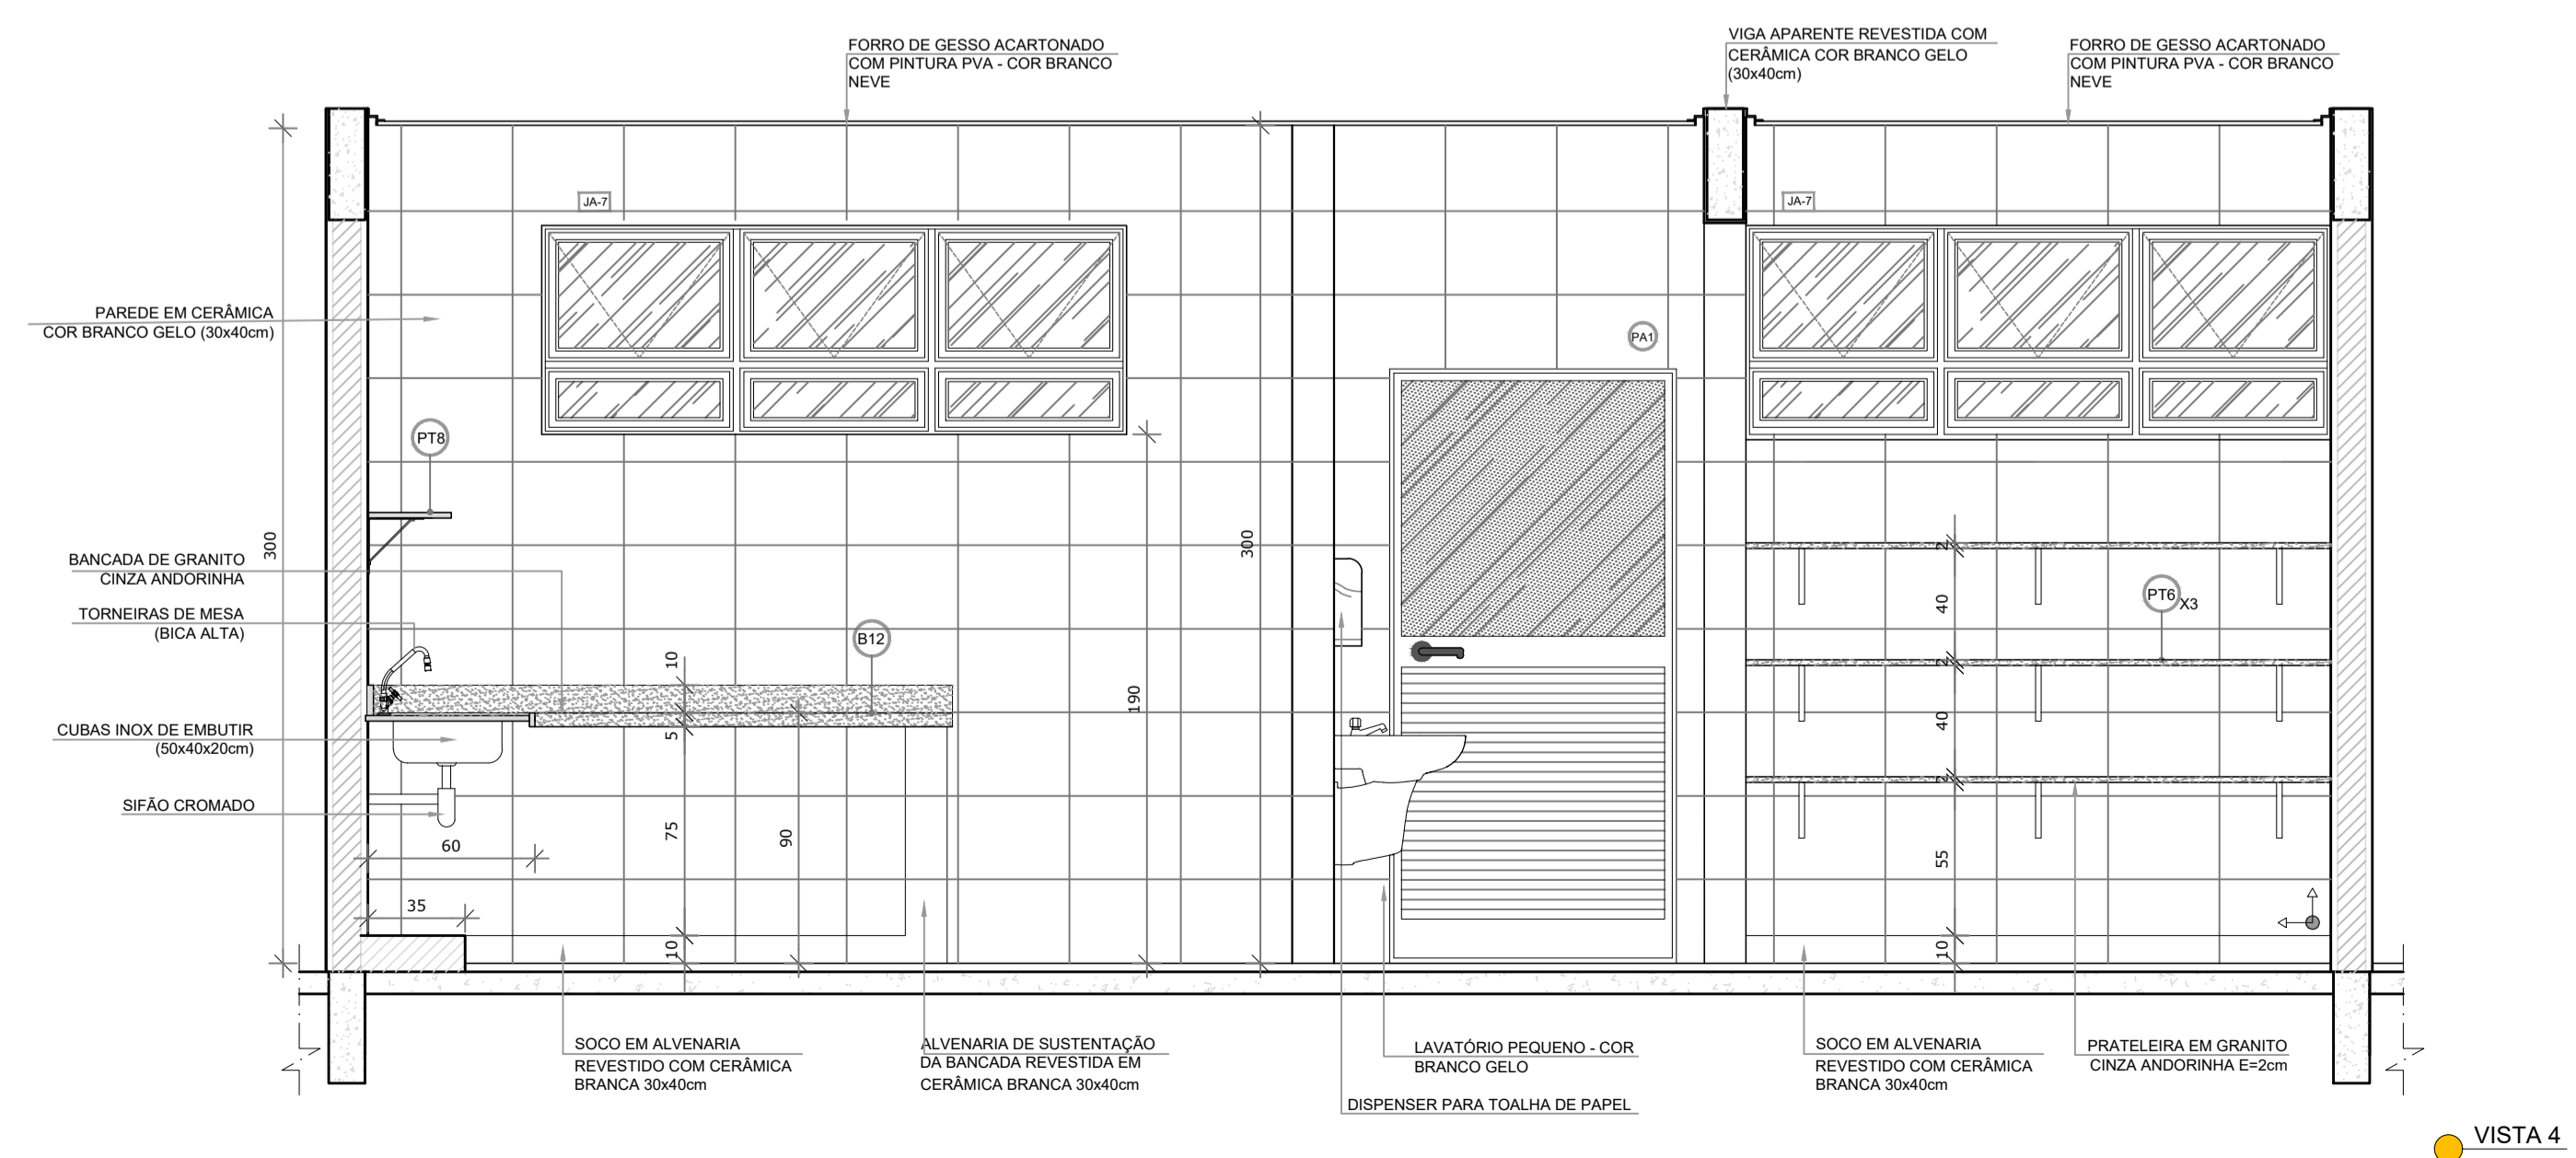 FORRO DE GESSO ACARTONADO
COM PINTURA PVA - COR BRANCO
NEVE
VIGA APARENTE REVESTIDA COM
CERÂMICA COR BRANCO GELO
(30x40cm)
FORRO DE GESSO ACARTONADO
COM PINTURA PVA - COR BRANCO
NEVE
JA-7
JA-7
PAREDE EM CERÂMICA
COR BRANCO GELO (30x40cm)
PA1
PT8
300
300
BANCADA DE GRANITO
CINZA ANDORINHA
TORNEIRAS DE MESA
(BICA ALTA)
B12
10
190
5
CUBAS INOX DE EMBUTIR
(50x40x20cm)
SIFÃO CROMADO
60
75
90
35
10
2
40
PT6
X3
2
40
2
55
10
SOCO EM ALVENARIA
REVESTIDO COM CERÂMICA
BRANCA 30x40cm
ALVENARIA DE SUSTENTAÇÃO
DA BANCADA REVESTIDA EM
CERÂMICA BRANCA 30x40cm
LAVATÓRIO PEQUENO - COR
BRANCO GELO
DISPENSER PARA TOALHA DE PAPEL
SOCO EM ALVENARIA
REVESTIDO COM CERÂMICA
BRANCA 30x40cm
PRATELEIRA EM GRANITO
CINZA ANDORINHA E=2cm
VISTA 4